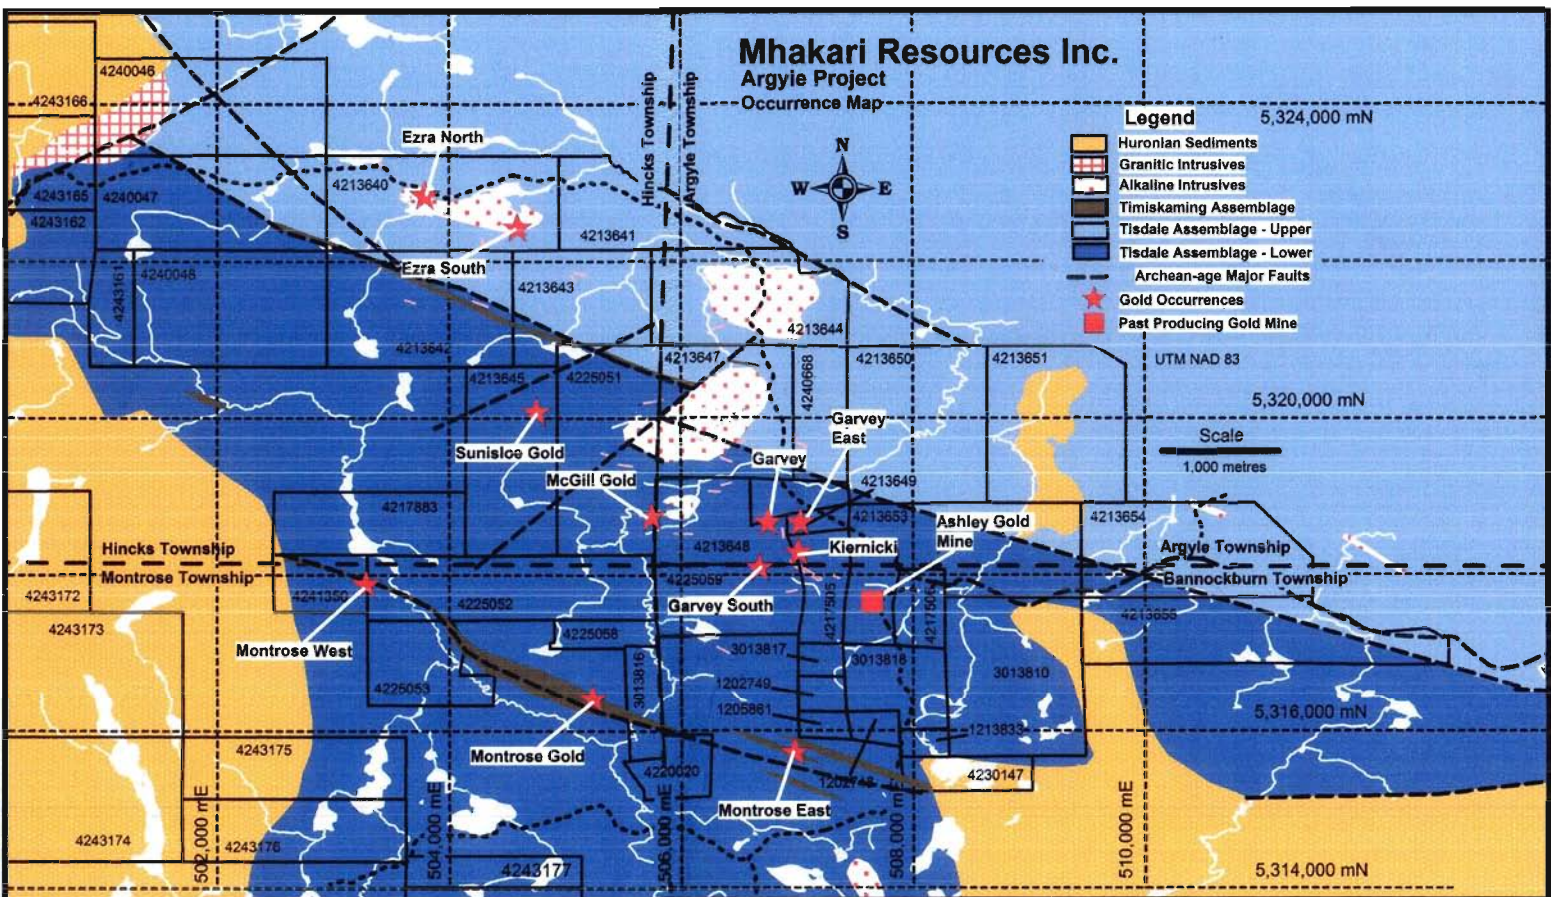 Mhakari Resources Inc.
Argyle Project
Occurrence Map
Hincks Township
Argyle Township
N
W
E
S
Legend
Huronian Sediments
Granitic Intrusives
Alkaline Intrusives
Timiskaming Assemblage
Tisdale Assemblage - Upper
Tisdale Assemblage - Lower
Archean-age Major Faults
Gold Occurrences
Past Producing Gold Mine
5,324,000 mN
UTM NAD 83
5,320,000 mN
Scale
1,000 metres
4240046
4243166
Ezra North
4213640
4243165
4240047
4243162
4213641
Ezra South
4243161
4240048
4213643
4213644
4213642
4213647
4213650
4213651
4213645
4225051
4240668
Garvey
East
Sunisloe Gold
Garvey
McGill Gold
4213649
4217883
4213653
Ashley Gold
Mine
4213654
4213648
Kiernicki
Hincks Township
Montrose Township
Argyle Township
Bannockburn Township
4225059
4243172
4241350
4225052
Garvey South
4217505
4217506
4213655
4243173
4225058
Montrose West
3013817
3013816
3013818
3013810
4225053
1202749
1205861
5,316,000 mN
1213833
4243175
Montrose Gold
4220020
1202748
4230147
Montrose East
4243174
4243176
4243177
502,000 mE
504,000 mE
506,000 mE
508,000 mE
510,000 mE
5,314,000 mN